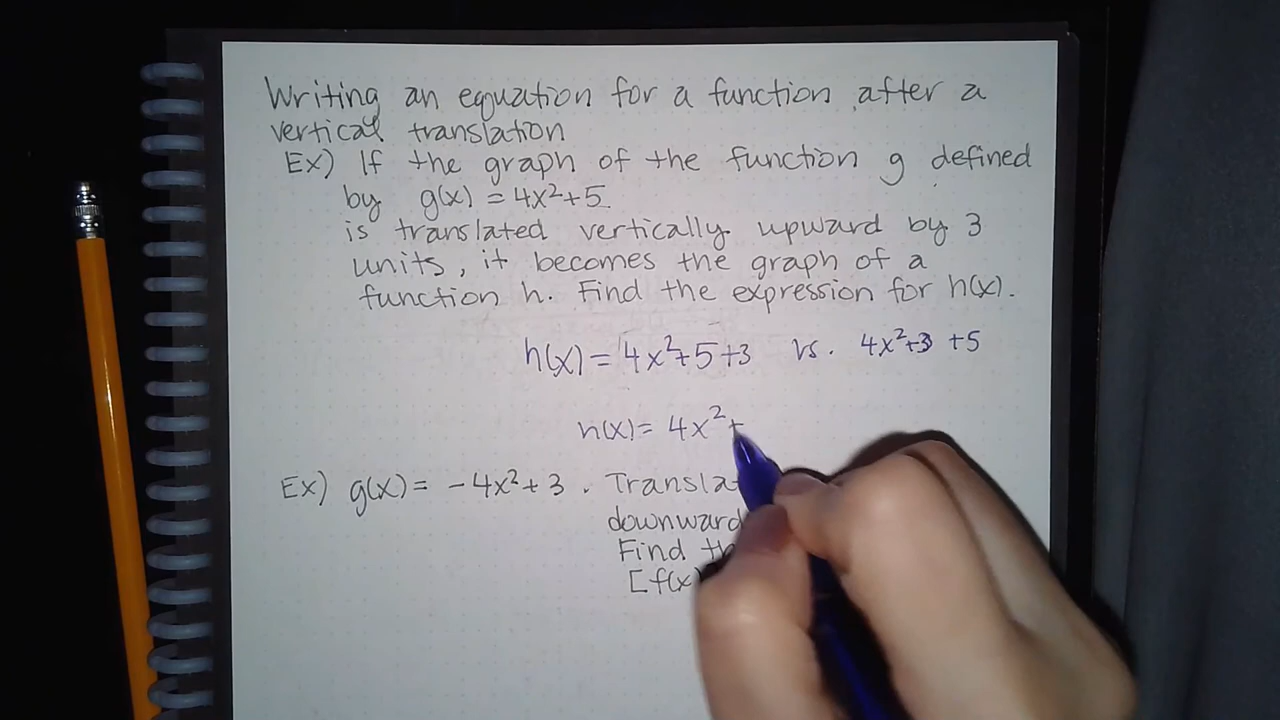 Writing an equation for a function after a
vertical translation
Ex) If the graph of the function g defined
by g(x) = 4x²+5.
is translated vertically upward by 3
units, it becomes the graph of a
function h. Find the expression for h(x).
h(x) = 4x²+5+3 vs. 4x²+3 +5
h(x) = 4x²+
Ex) g(x) = -4x²+3.
downward
Find
[f(x)